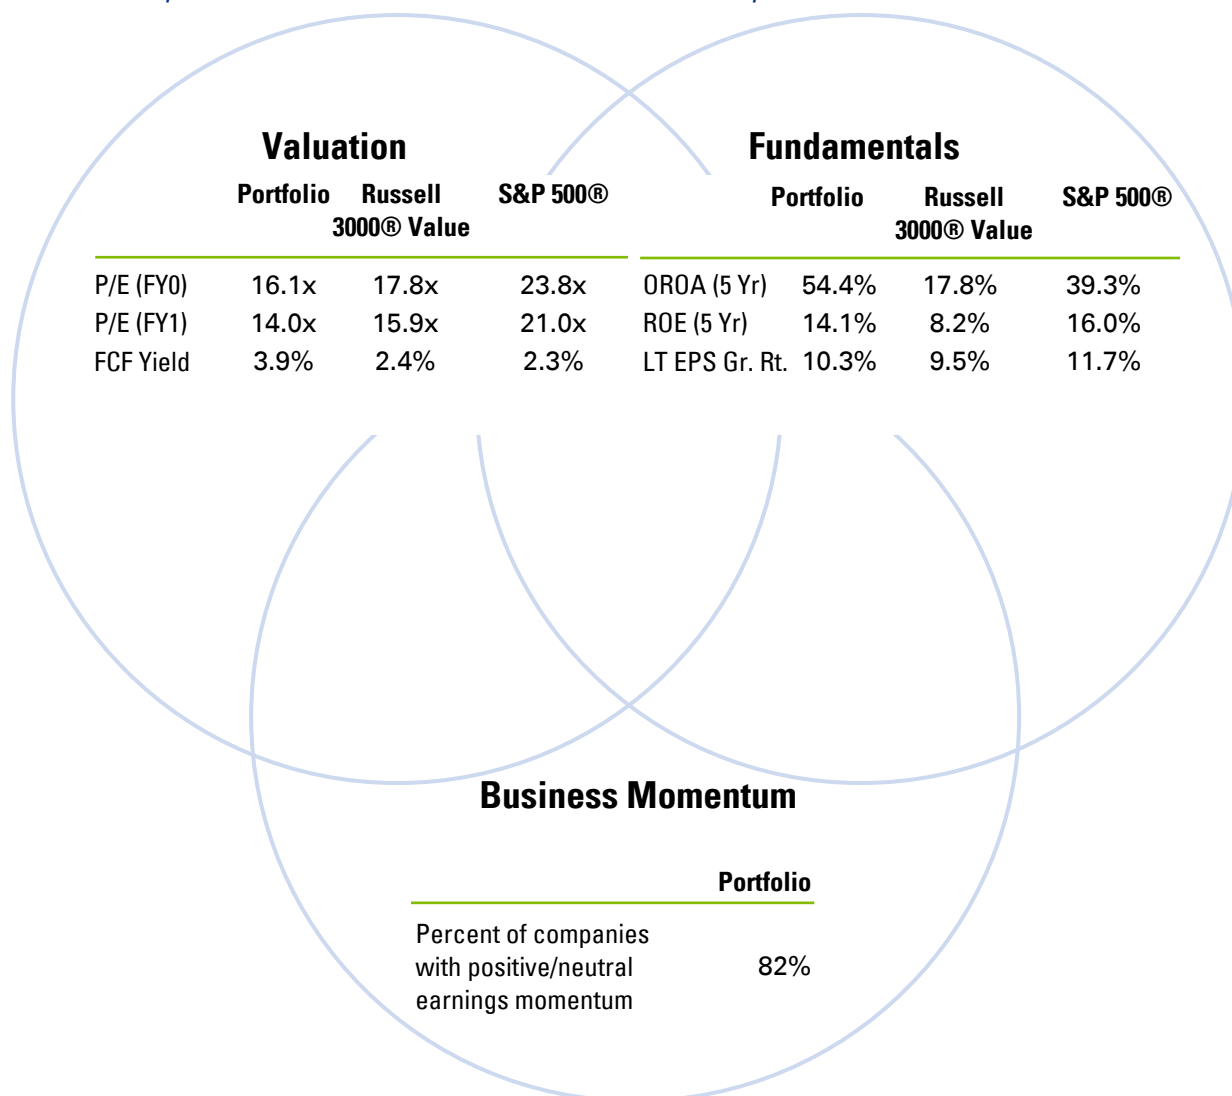 Valuation
Portfolio Russell 3000® Value S&P 500®
P/E (FY0) 16.1x 17.8x 23.8x
P/E (FY1) 14.0x 15.9x 21.0x
FCF Yield 3.9% 2.4% 2.3%
Fundamentals
Portfolio Russell 3000® Value S&P 500®
OROA (5 Yr) 54.4% 17.8% 39.3%
ROE (5 Yr) 14.1% 8.2% 16.0%
LT EPS Gr. Rt. 10.3% 9.5% 11.7%
Business Momentum
Portfolio
Percent of companies
with positive/neutral 82%
earnings momentum